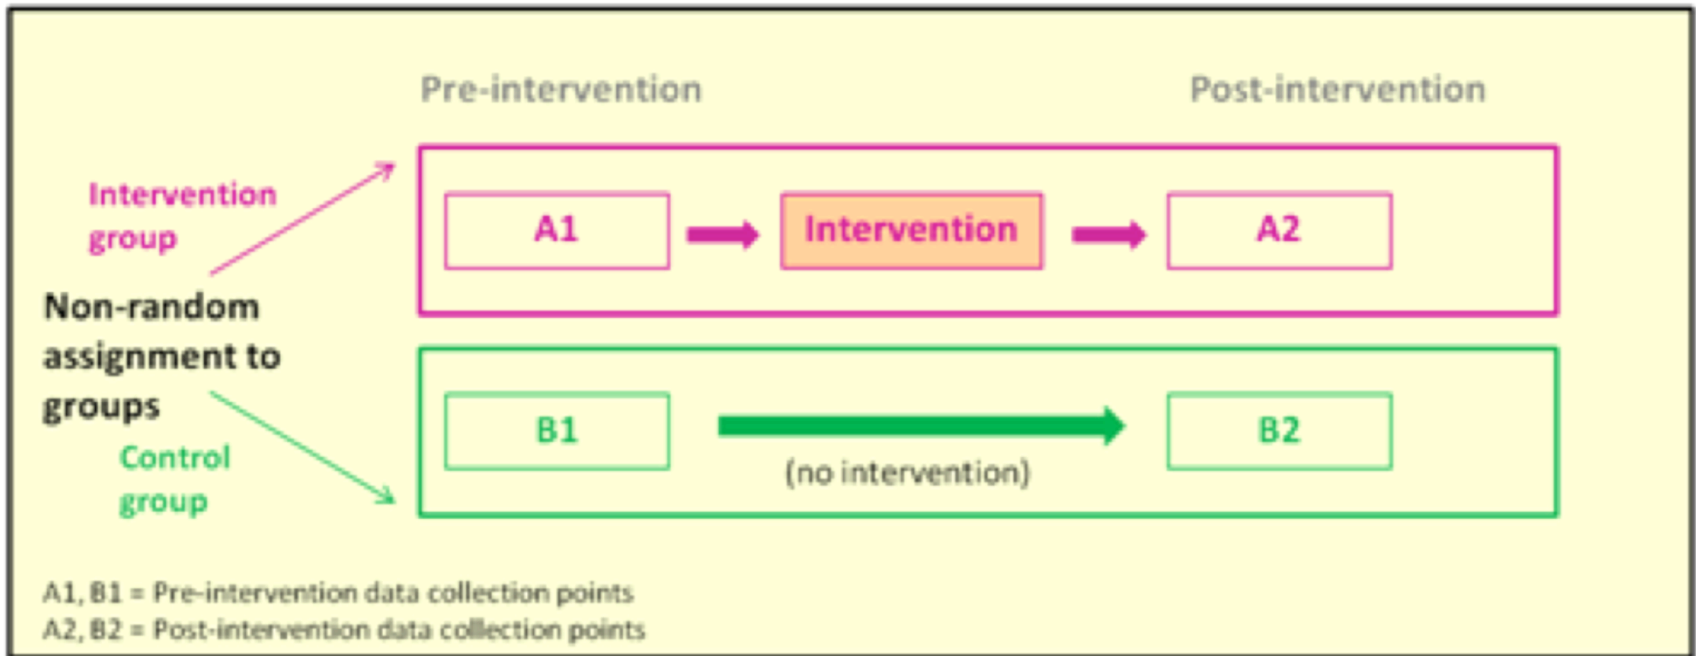 Pre-intervention
Post-intervention
Intervention
group
A1
Intervention
A2
Non-random
assignment to
groups
B1
B2
(no intervention)
Control
group
A1, B1 = Pre-intervention data collection points
A2, B2 = Post-intervention data collection points